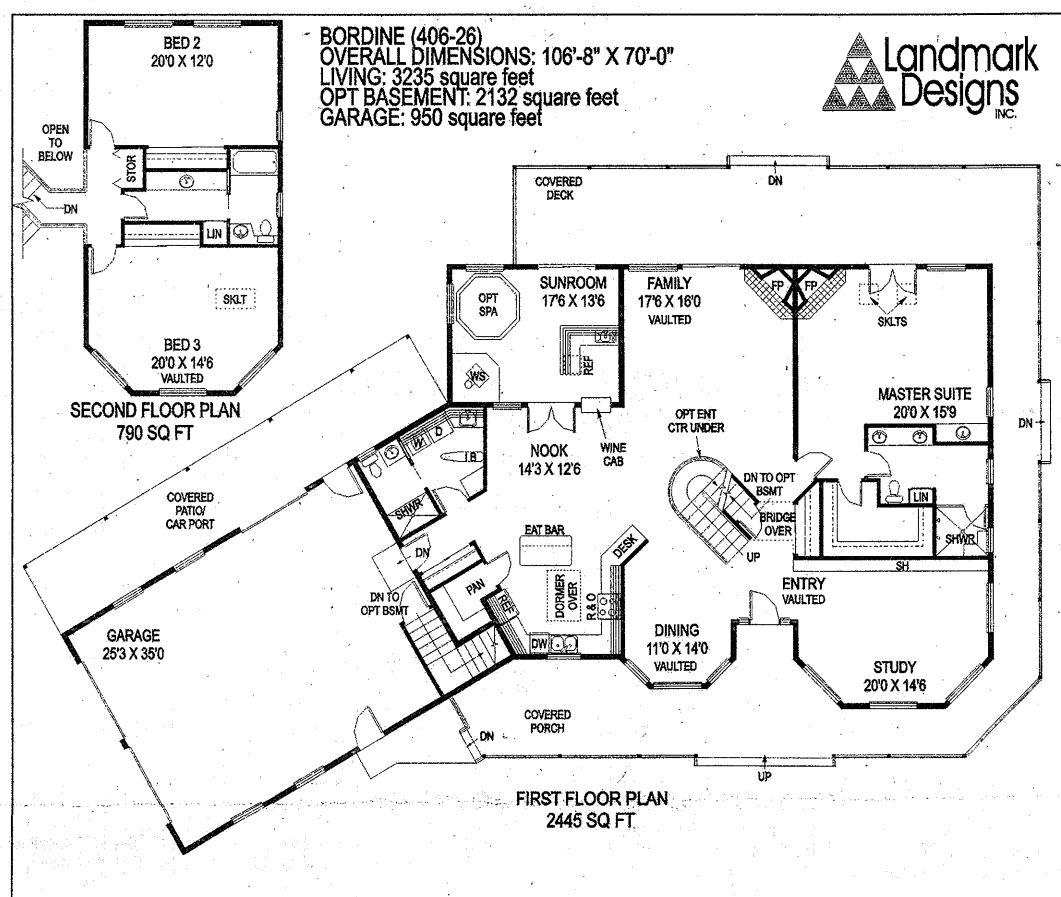 BORDINE (406-26)
OVERALL DIMENSIONS: 106'-8" X 70'-0"
LIVING: 3235 square feet
OPT BASEMENT: 2132 square feet
GARAGE: 950 square feet
Landmark
Designs
INC.
BED 2
20'0 X 12'0
OPEN
TO
BELOW
STOR
DN
LIN
SKLT
BED 3
20'0 X 14'6
VAULTED
SECOND FLOOR PLAN
790 SQ FT
COVERED
DECK
DN
SUNROOM
17'6 X 13'6
OPT
SPA
WS
REF
FAMILY
17'6 X 16'0
VAULTED
FP
FP
SKLTS
MASTER SUITE
20'0 X 15'9
DN
OPT ENT
CTR UNDER
WINE
CAB
NOOK
14'3 X 12'6
W
D
I.B
SHWR
DN TO OPT
BSMT
BRIDGE
OVER
LIN
SHWR
UP
COVERED
PATIO/
CAR PORT
EAT BAR
DESK
DN
PAN
DORMER
OVER
R & O
REF
DW
DN TO
OPT BSMT
SH
ENTRY
VAULTED
GARAGE
25'3 X 35'0
DINING
11'0 X 14'0
VAULTED
STUDY
20'0 X 14'6
COVERED
PORCH
DN
UP
FIRST FLOOR PLAN
2445 SQ FT